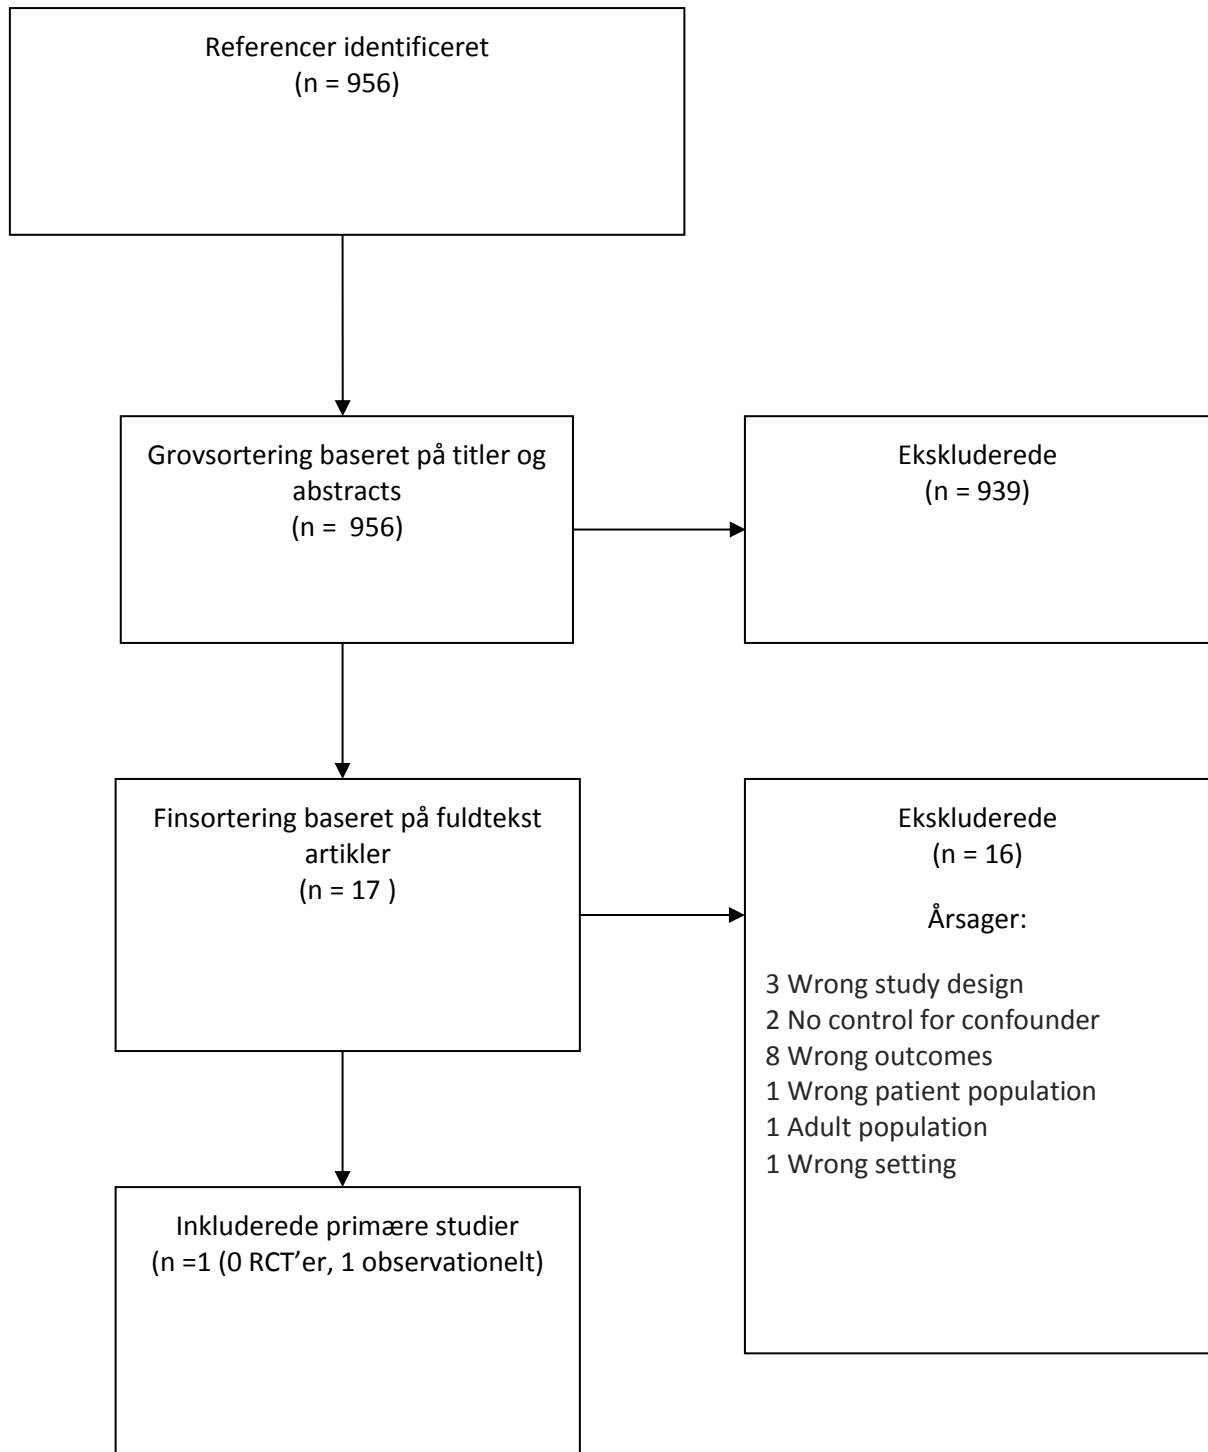 Referencer identificeret
(n = 956)
Grovsortering baseret på titler og
abstracts
(n =  956)
Ekskluderede
(n = 939)
Finsortering baseret på fuldtekst
artikler
(n = 17 )
Ekskluderede
(n = 16)
Årsager:
3 Wrong study design
2 No control for confounder
8 Wrong outcomes
1 Wrong patient population
1 Adult population
1 Wrong setting
Inkluderede primære studier
(n =1 (0 RCT’er, 1 observationelt)